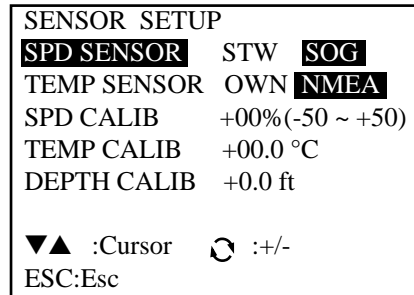 SENSOR SETUP
SPD SENSOR STW SOG
TEMP SENSOR OWN NMEA
SPD CALIB +00%(-50 ~ +50)
TEMP CALIB +00.0 °C
DEPTH CALIB +0.0 ft
▼▲ :Cursor :+/-
ESC:Esc